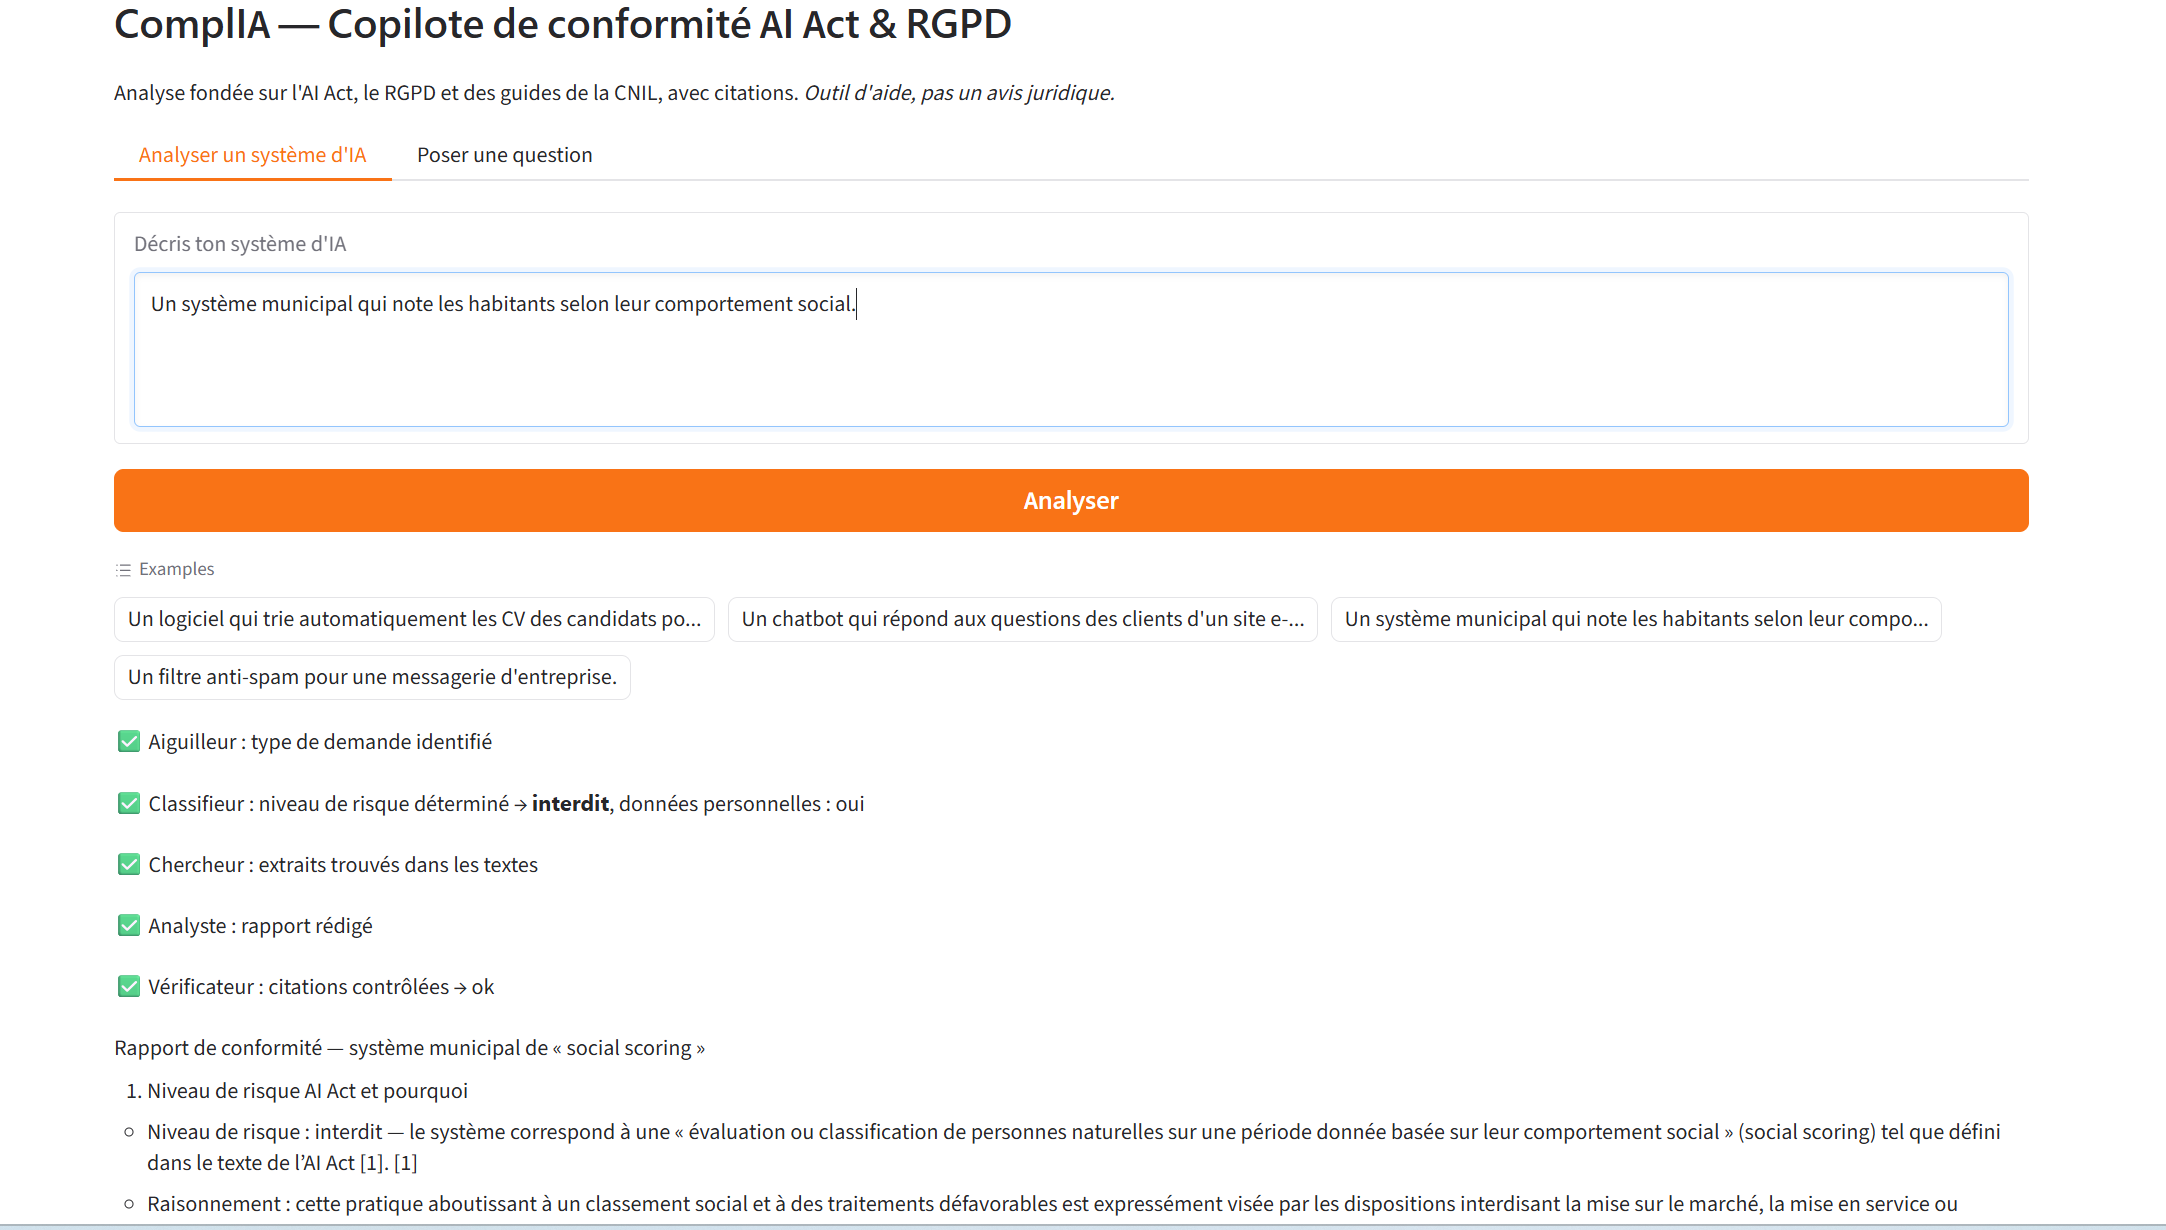 ComplIA — Copilote de conformité AI Act & RGPD
Analyse fondée sur l'AI Act, le RGPD et des guides de la CNIL, avec citations. Outil d'aide, pas un avis juridique.
Analyser un système d'IA
Poser une question
Décris ton système d'IA
Un système municipal qui note les habitants selon leur comportement social.
Analyser
Examples
Un logiciel qui trie automatiquement les CV des candidats po...
Un chatbot qui répond aux questions des clients d'un site e-...
Un système municipal qui note les habitants selon leur compo...
Un filtre anti-spam pour une messagerie d'entreprise.
✅ Aiguilleur : type de demande identifié
✅ Classifieur : niveau de risque déterminé → interdit, données personnelles : oui
✅ Chercheur : extraits trouvés dans les textes
✅ Analyste : rapport rédigé
✅ Vérificateur : citations contrôlées → ok
Rapport de conformité — système municipal de « social scoring »
1. Niveau de risque AI Act et pourquoi
○ Niveau de risque : interdit — le système correspond à une « évaluation ou classification de personnes naturelles sur une période donnée basée sur leur comportement social » (social scoring) tel que défini
dans le texte de l’AI Act [1]. [1]
○ Raisonnement : cette pratique aboutissant à un classement social et à des traitements défavorables est expressément visée par les dispositions interdisant la mise sur le marché, la mise en service ou